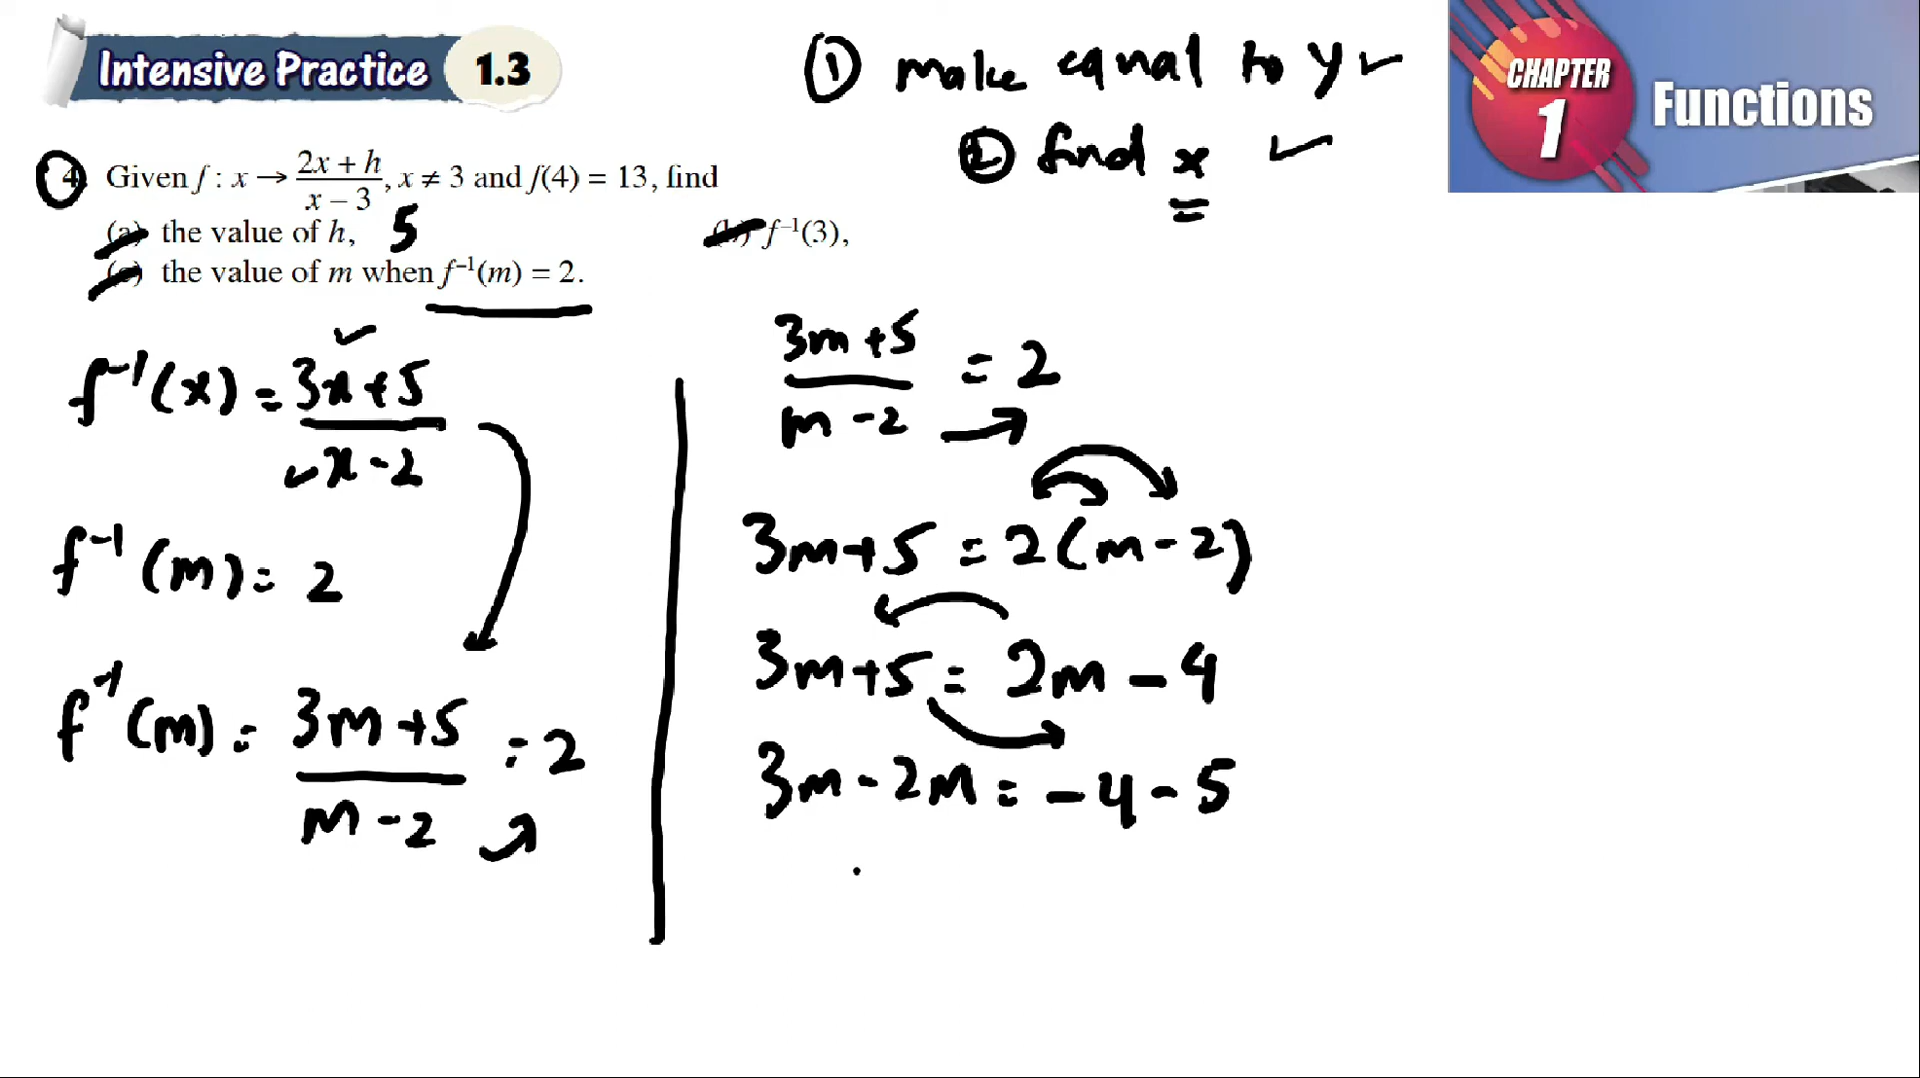 Intensive Practice 1.3
① make equal to y ✓
② find x ✓
CHAPTER 1 Functions
4. Given f : x → (2x + h)/(x − 3), x ≠ 3 and f(4) = 13, find
(a) the value of h, 5
(b) f⁻¹(3),
(c) the value of m when f⁻¹(m) = 2.
f⁻¹(x) = (3x + 5)/(x - 2)
f⁻¹(m) = 2
f⁻¹(m) = (3m + 5)/(m - 2) = 2
(3m + 5)/(m - 2) = 2
3m + 5 = 2(m - 2)
3m + 5 = 2m - 4
3m - 2m = -4 - 5